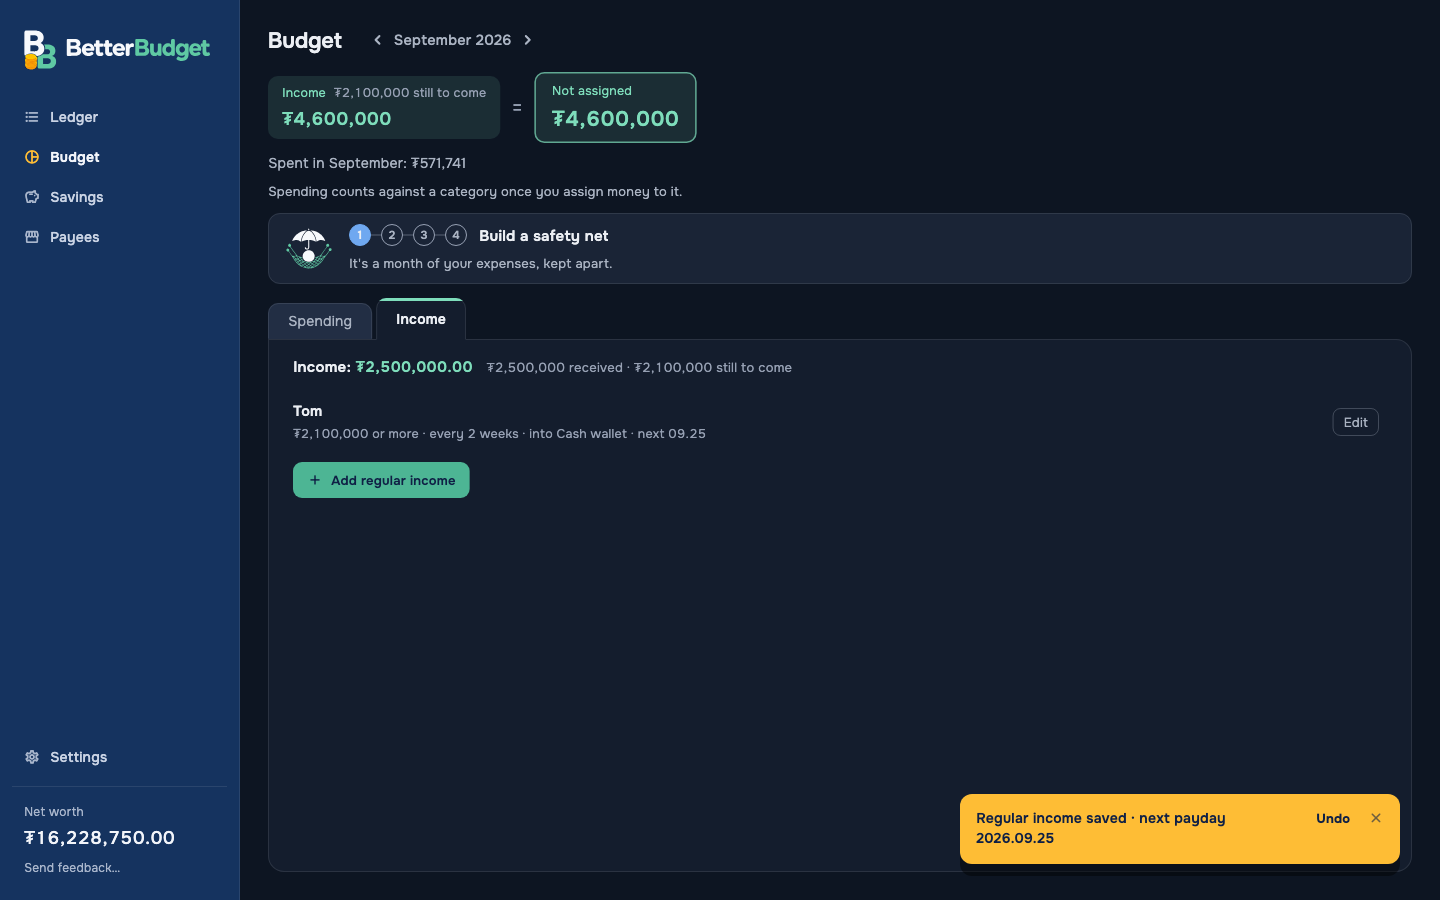 BetterBudget
Ledger
Budget
Savings
Payees
Settings
Net worth
₮16,228,750.00
Send feedback...
Budget
September 2026
Income ₮2,100,000 still to come
₮4,600,000
=
Not assigned
₮4,600,000
Spent in September: ₮571,741
Spending counts against a category once you assign money to it.
1 2 3 4 Build a safety net
It's a month of your expenses, kept apart.
Spending
Income
Income: ₮2,500,000.00 ₮2,500,000 received · ₮2,100,000 still to come
Tom
₮2,100,000 or more · every 2 weeks · into Cash wallet · next 09.25
Edit
+ Add regular income
Regular income saved · next payday
2026.09.25
Undo ×